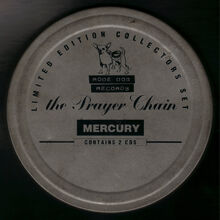 LIMITED EDITION COLLECTORS SET
RODE DOG
RECORDS
the Prayer Chain
MERCURY
CONTAINS 2 CDS